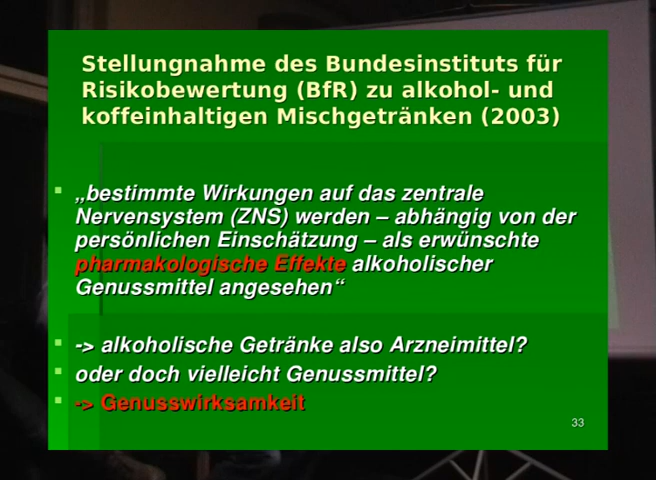 Stellungnahme des Bundesinstituts für
Risikobewertung (BfR) zu alkohol- und
koffeinhaltigen Mischgetränken (2003)
„bestimmte Wirkungen auf das zentrale
Nervensystem (ZNS) werden – abhängig von der
persönlichen Einschätzung – als erwünschte
pharmakologische Effekte alkoholischer
Genussmittel angesehen“
-> alkoholische Getränke also Arzneimittel?
oder doch vielleicht Genussmittel?
-> Genusswirksamkeit
33